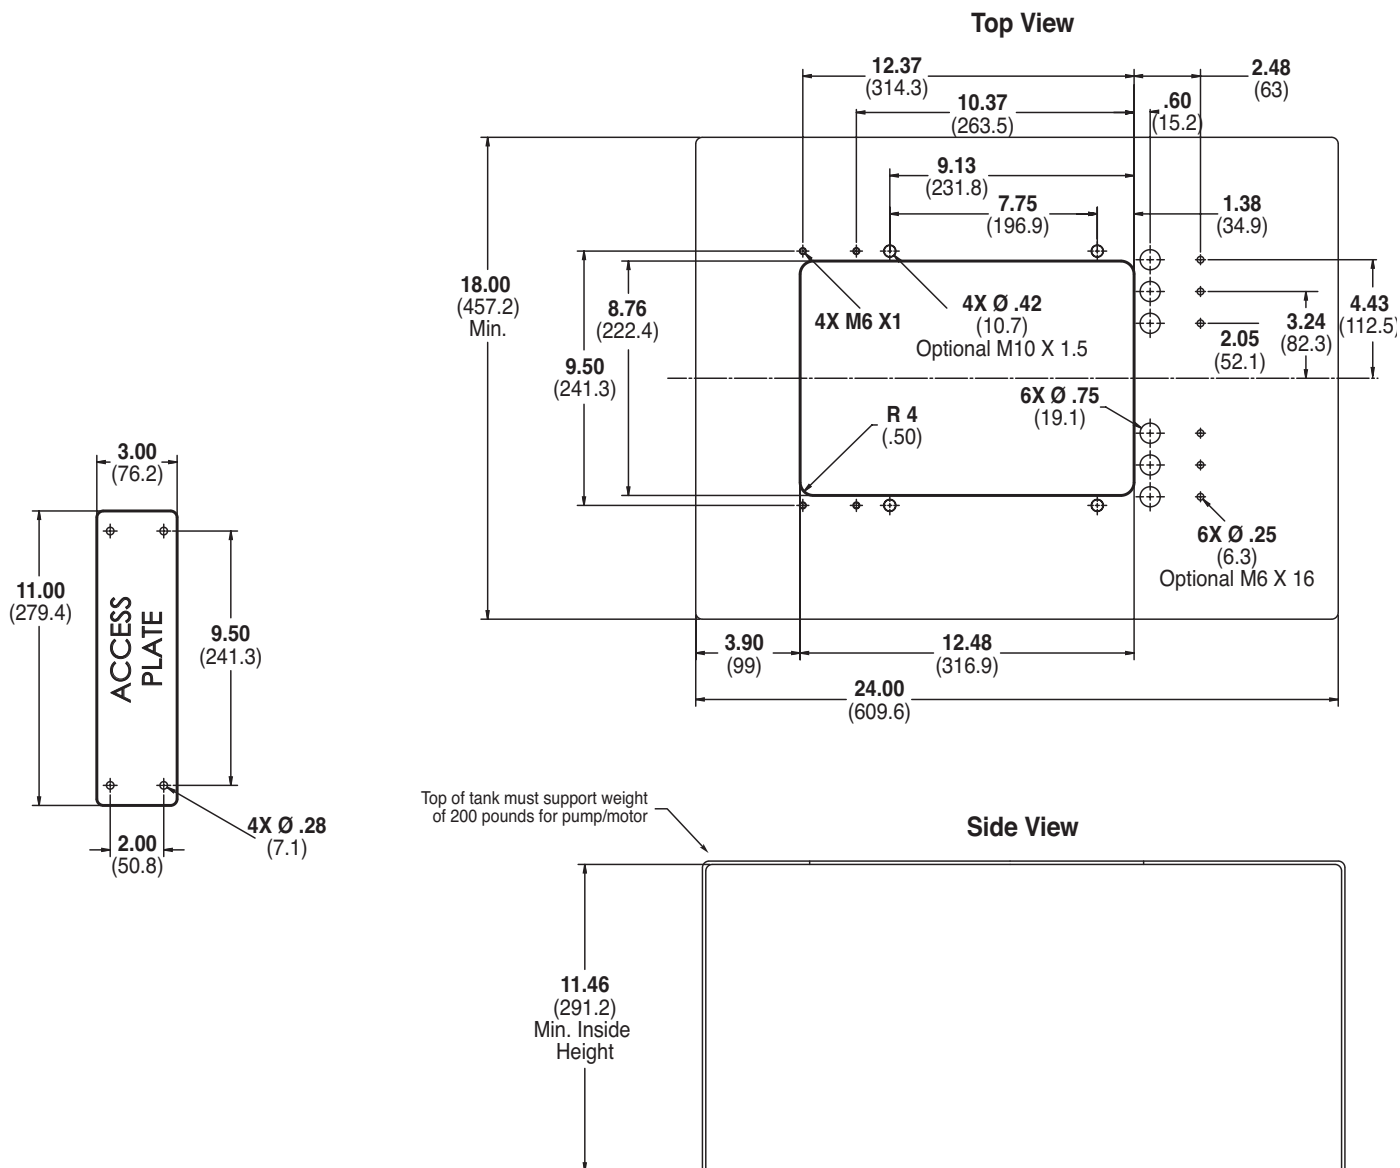 Top View
12.37
(314.3)
2.48
(63)
10.37
(263.5)
.60
(15.2)
9.13
(231.8)
7.75
(196.9)
1.38
(34.9)
18.00
(457.2)
Min.
8.76
(222.4)
4X M6 X1
4X Ø .42
(10.7)
Optional M10 X 1.5
4.43
(112.5)
3.24
(82.3)
2.05
(52.1)
9.50
(241.3)
R 4
(.50)
6X Ø .75
(19.1)
6X Ø .25
(6.3)
Optional M6 X 16
3.90
(99)
12.48
(316.9)
24.00
(609.6)
3.00
(76.2)
11.00
(279.4)
ACCESS
PLATE
9.50
(241.3)
4X Ø .28
(7.1)
2.00
(50.8)
Top of tank must support weight
of 200 pounds for pump/motor
Side View
11.46
(291.2)
Min. Inside
Height